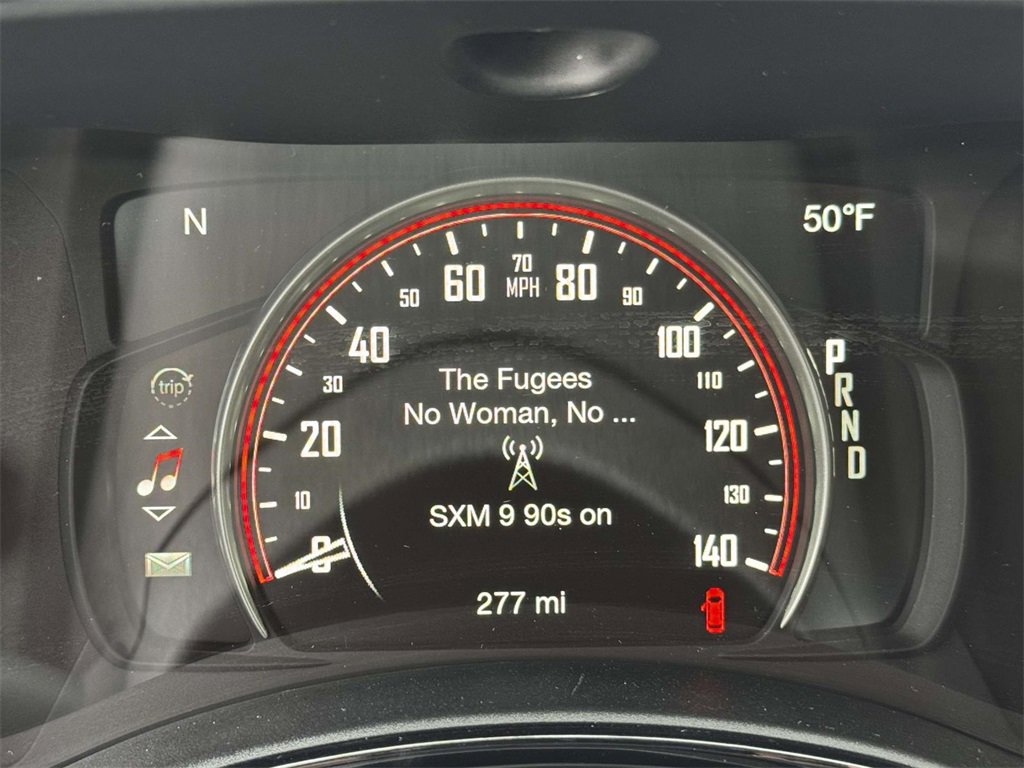 N
50°F
70
MPH
60
80
50
90
40
100
30
110
20
120
10
130
0
140
The Fugees
No Woman, No ...
SXM 9 90s on
277 mi
trip
P
R
N
D